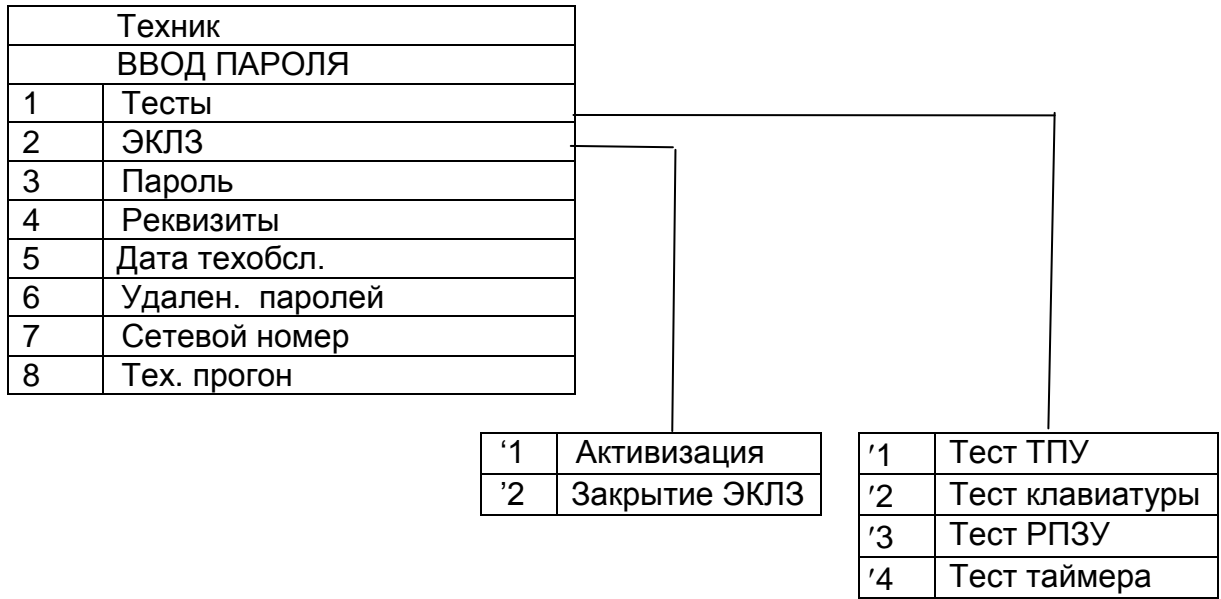 Техник
ВВОД ПАРОЛЯ
1 Тесты
2 ЭКЛЗ
3 Пароль
4 Реквизиты
5 Дата техобсл.
6 Удален. паролей
7 Сетевой номер
8 Тех. прогон
‘1 Активизация
’2 Закрытие ЭКЛЗ
′1 Тест ТПУ
′2 Тест клавиатуры
′3 Тест РПЗУ
′4 Тест таймера